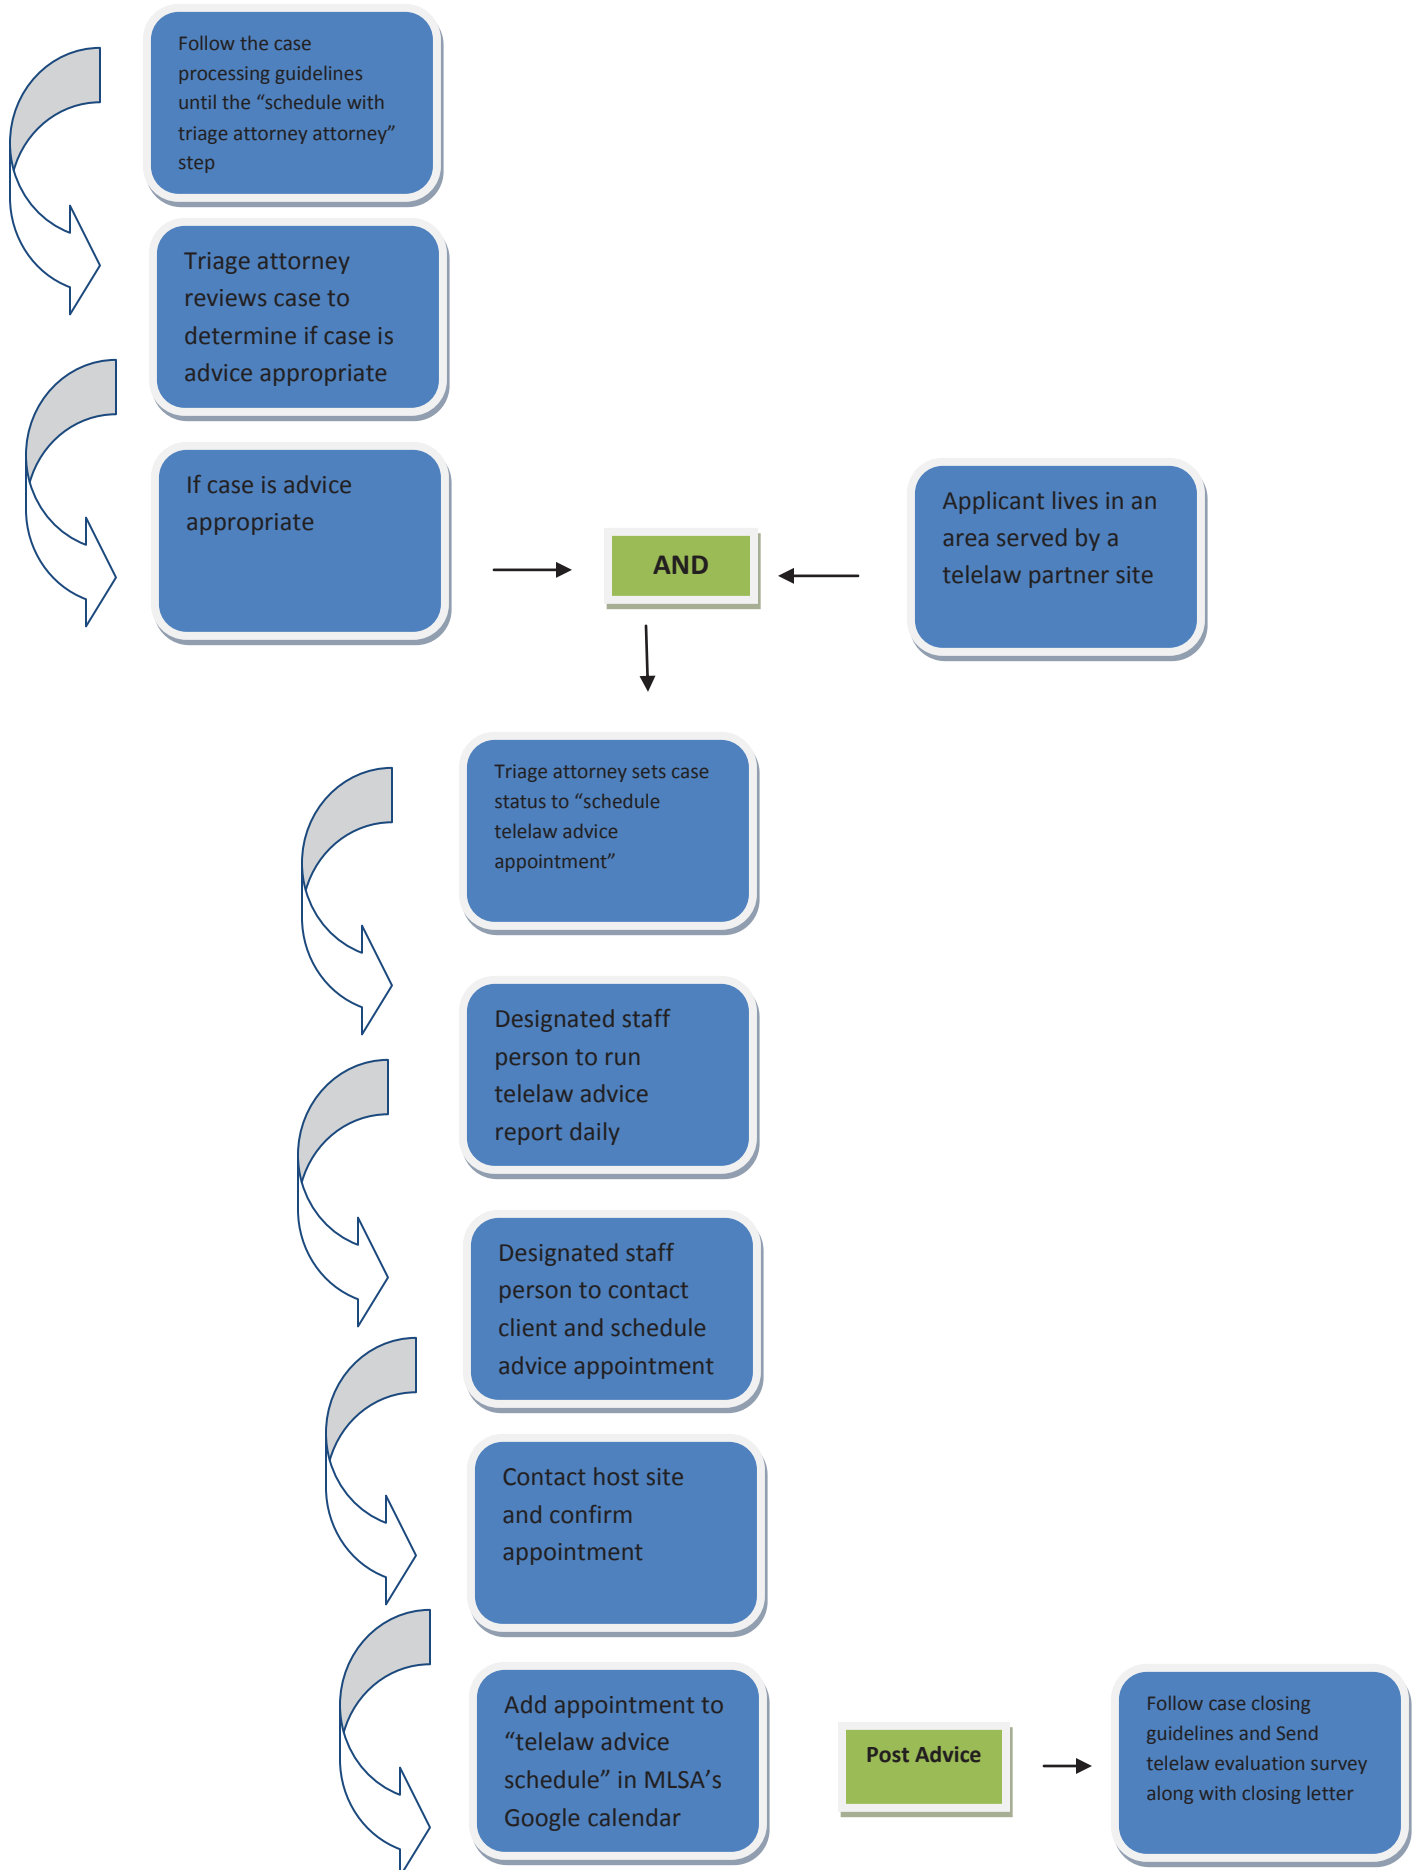 Follow the case
processing guidelines
until the “schedule with
triage attorney attorney”
step
Triage attorney
reviews case to
determine if case is
advice appropriate
If case is advice
appropriate
AND
Applicant lives in an
area served by a
telelaw partner site
Triage attorney sets case
status to “schedule
telelaw advice
appointment”
Designated staff
person to run
telelaw advice
report daily
Designated staff
person to contact
client and schedule
advice appointment
Contact host site
and confirm
appointment
Add appointment to
“telelaw advice
schedule” in MLSA’s
Google calendar
Post Advice
Follow case closing
guidelines and Send
telelaw evaluation survey
along with closing letter